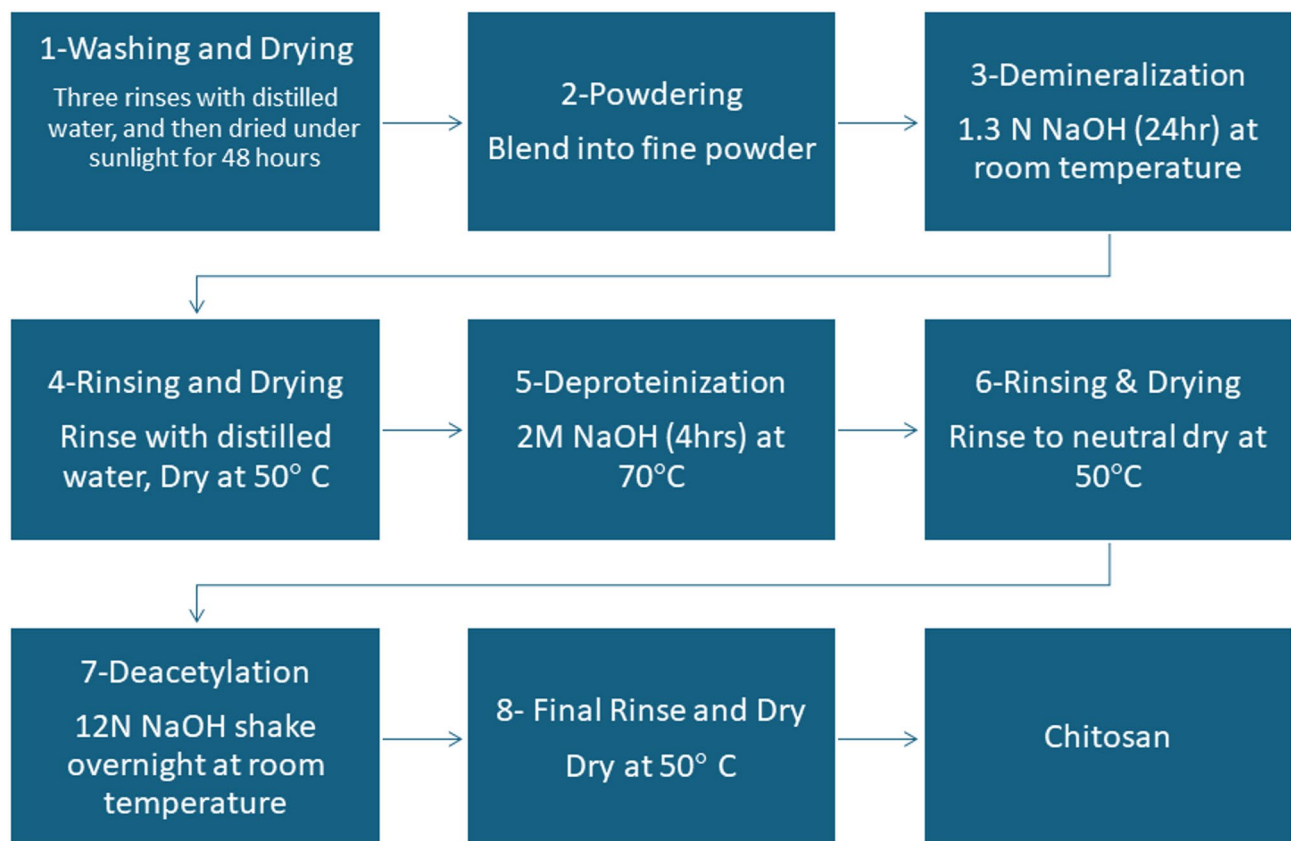 1-Washing and Drying
Three rinses with distilled
water, and then dried under
sunlight for 48 hours
2-Powdering
Blend into fine powder
3-Demineralization
1.3 N NaOH (24hr) at
room temperature
4-Rinsing and Drying
Rinse with distilled
water, Dry at 50° C
5-Deproteinization
2M NaOH (4hrs) at
70°C
6-Rinsing & Drying
Rinse to neutral dry at
50°C
7-Deacetylation
12N NaOH shake
overnight at room
temperature
8- Final Rinse and Dry
Dry at 50° C
Chitosan